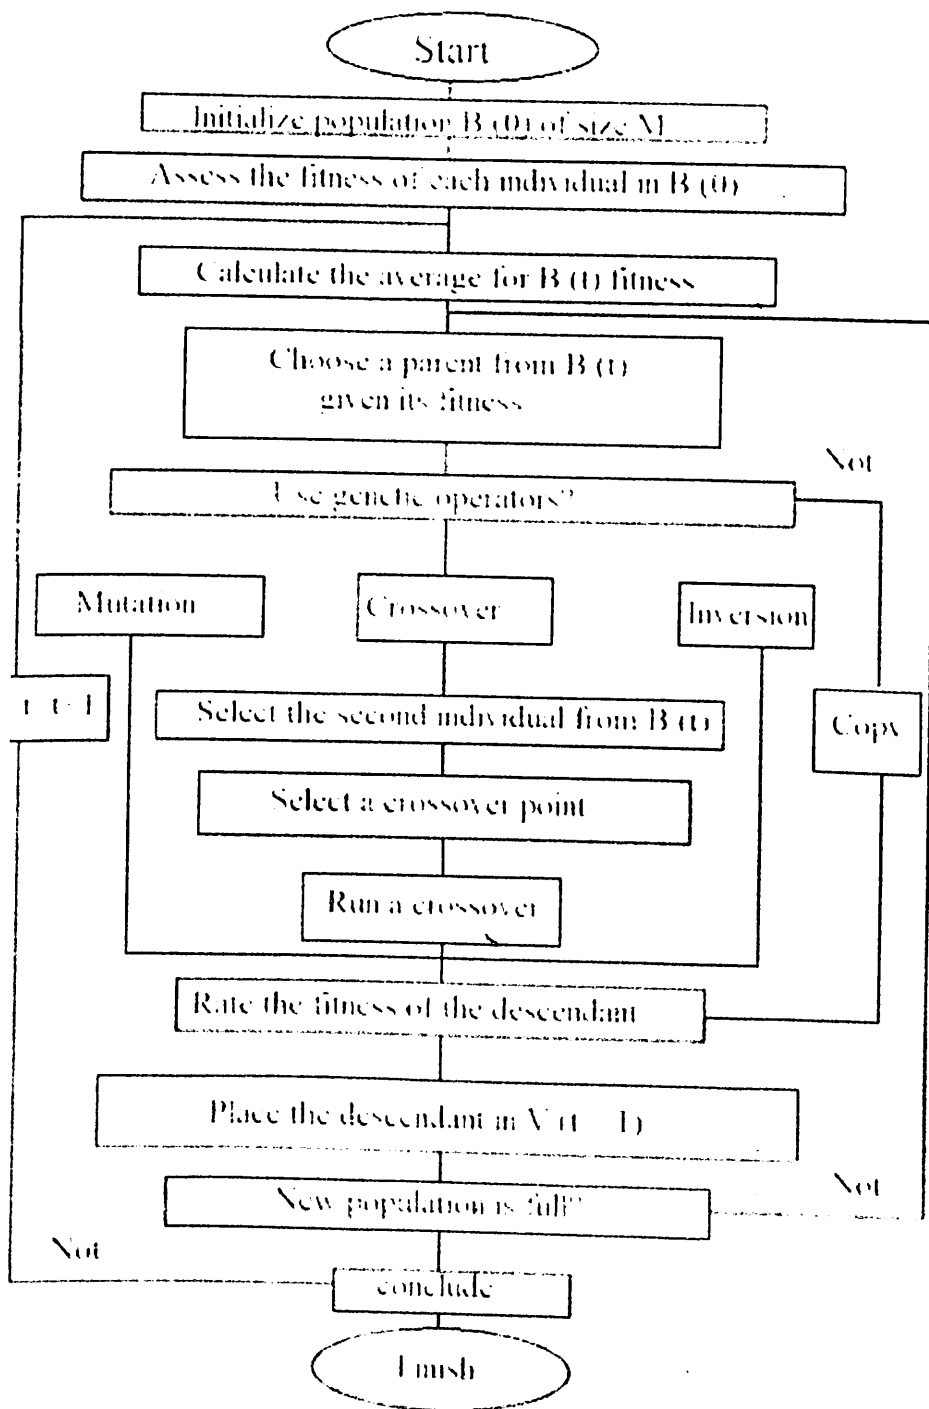 Start
Initialize population B (0) of size M
Assess the fitness of each individual in B (0)
Calculate the average for B (t) fitness
Choose a parent from B (t)
given its fitness
Not
Use genetic operators?
Mutation
Crossover
Inversion
Select the second individual from B (t)
Copy
Select a crossover point
Run a crossover
Rate the fitness of the descendant
Place the descendant in V (t 1)
Not
New population is full?
Not
conclude
Finish